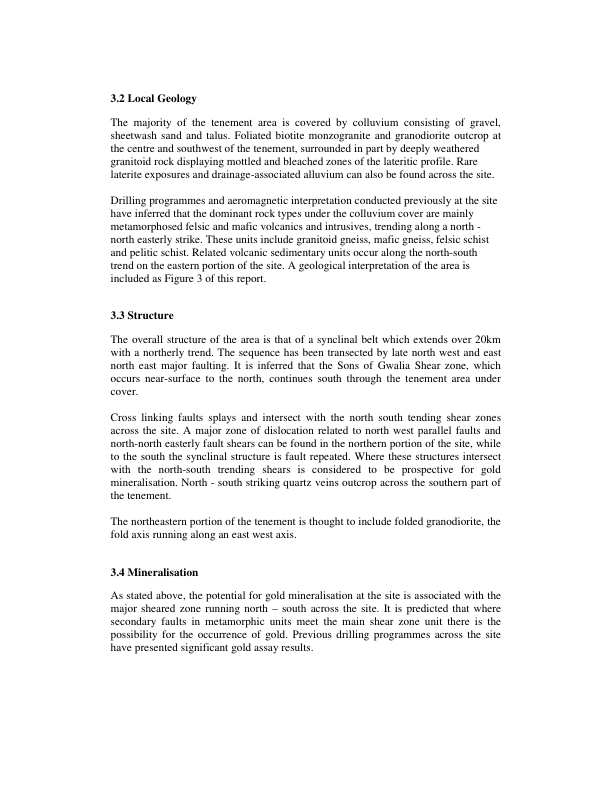 3.2 Local Geology
The majority of the tenement area is covered by colluvium consisting of gravel,
sheetwash sand and talus. Foliated biotite monzogranite and granodiorite outcrop at
the centre and southwest of the tenement, surrounded in part by deeply weathered
granitoid rock displaying mottled and bleached zones of the lateritic profile. Rare
laterite exposures and drainage-associated alluvium can also be found across the site.
Drilling programmes and aeromagnetic interpretation conducted previously at the site
have inferred that the dominant rock types under the colluvium cover are mainly
metamorphosed felsic and mafic volcanics and intrusives, trending along a north -
north easterly strike. These units include granitoid gneiss, mafic gneiss, felsic schist
and pelitic schist. Related volcanic sedimentary units occur along the north-south
trend on the eastern portion of the site. A geological interpretation of the area is
included as Figure 3 of this report.
3.3 Structure
The overall structure of the area is that of a synclinal belt which extends over 20km
with a northerly trend. The sequence has been transected by late north west and east
north east major faulting. It is inferred that the Sons of Gwalia Shear zone, which
occurs near-surface to the north, continues south through the tenement area under
cover.
Cross linking faults splays and intersect with the north south tending shear zones
across the site. A major zone of dislocation related to north west parallel faults and
north-north easterly fault shears can be found in the northern portion of the site, while
to the south the synclinal structure is fault repeated. Where these structures intersect
with the north-south trending shears is considered to be prospective for gold
mineralisation. North - south striking quartz veins outcrop across the southern part of
the tenement.
The northeastern portion of the tenement is thought to include folded granodiorite, the
fold axis running along an east west axis.
3.4 Mineralisation
As stated above, the potential for gold mineralisation at the site is associated with the
major sheared zone running north – south across the site. It is predicted that where
secondary faults in metamorphic units meet the main shear zone unit there is the
possibility for the occurrence of gold. Previous drilling programmes across the site
have presented significant gold assay results.